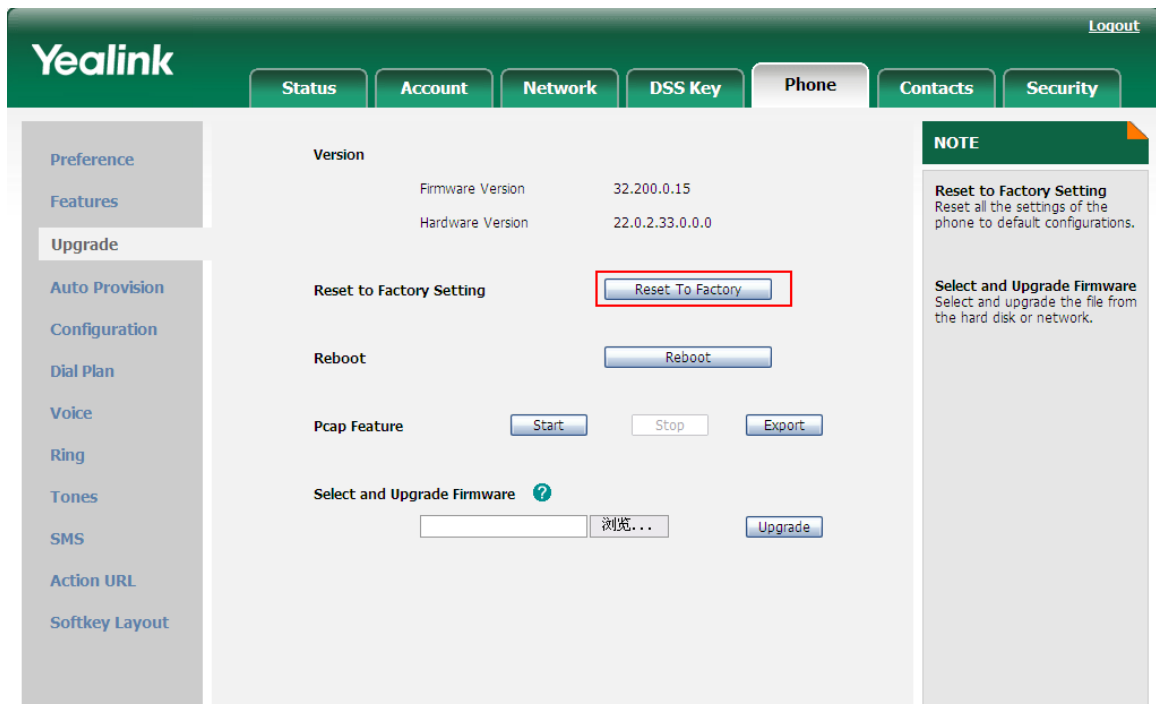 Logout
Yealink
Status
Account
Network
DSS Key
Phone
Contacts
Security
Preference
Features
Upgrade
Auto Provision
Configuration
Dial Plan
Voice
Ring
Tones
SMS
Action URL
Softkey Layout
Version
Firmware Version 32.200.0.15
Hardware Version 22.0.2.33.0.0.0
Reset to Factory Setting Reset To Factory
Reboot Reboot
Pcap Feature Start Stop Export
Select and Upgrade Firmware ?
浏览... Upgrade
NOTE
Reset to Factory Setting
Reset all the settings of the
phone to default configurations.
Select and Upgrade Firmware
Select and upgrade the file from
the hard disk or network.